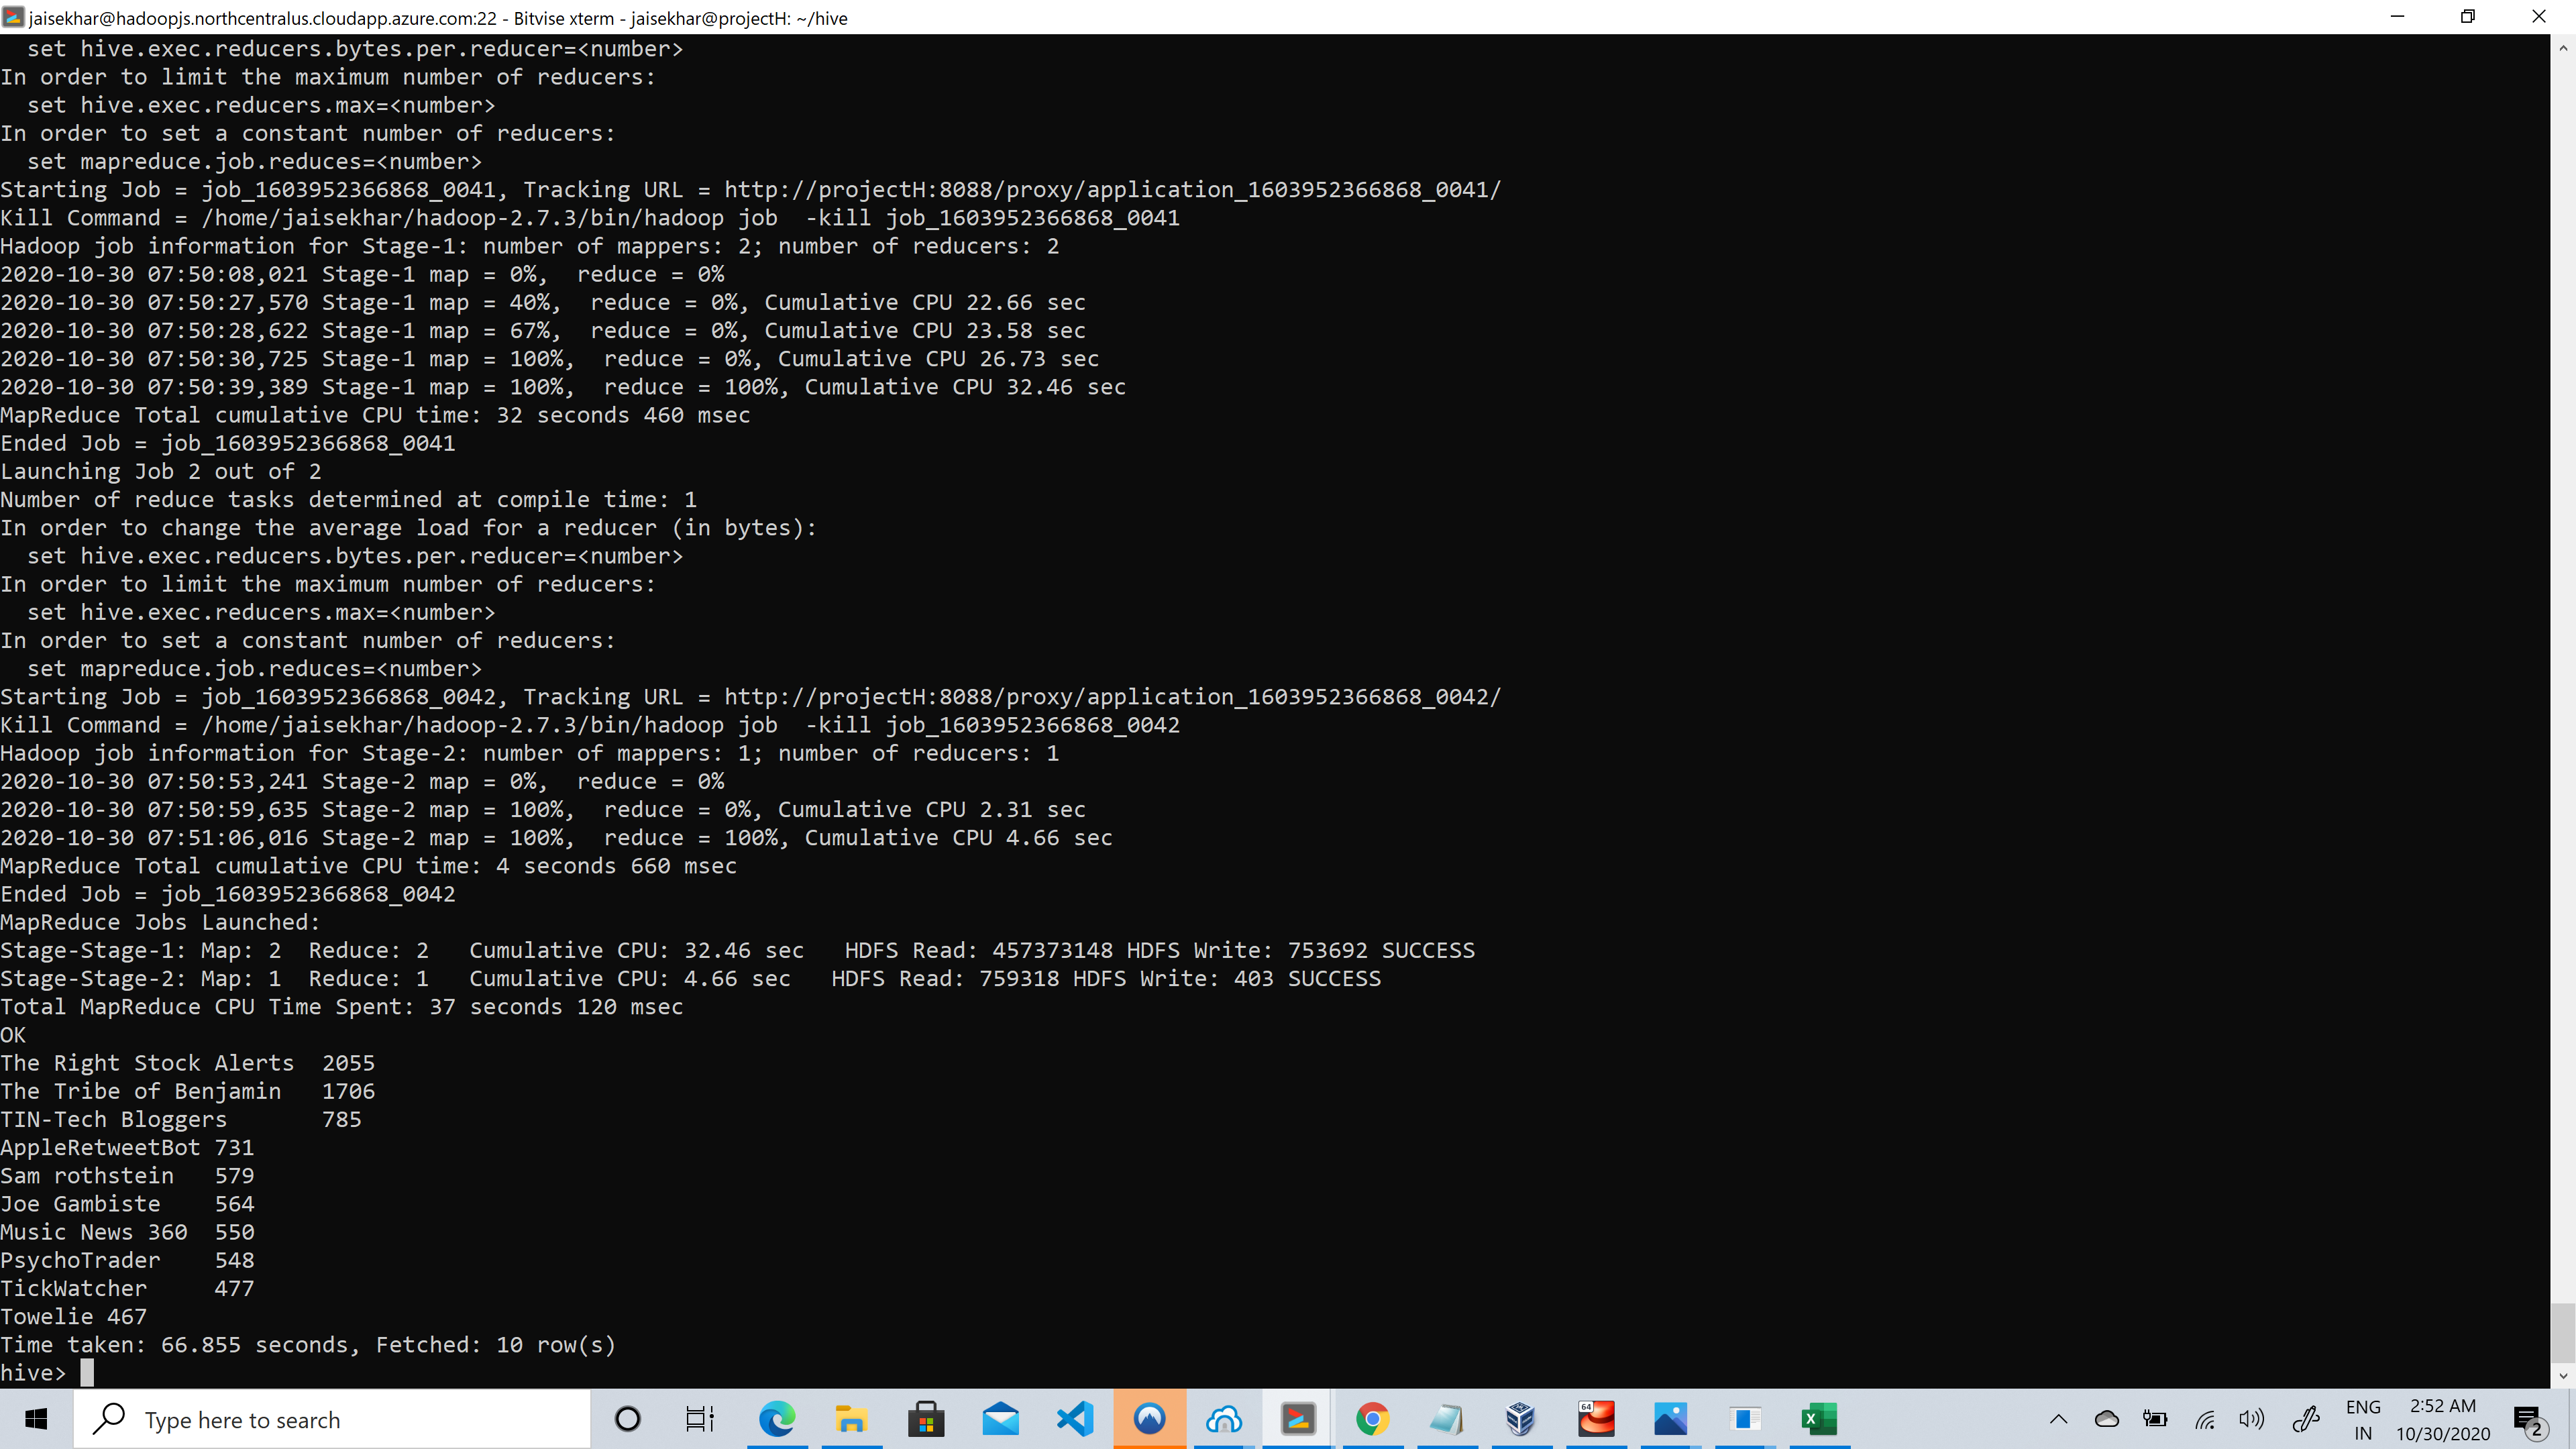 jaisekhar@hadoopjs.northcentralus.cloudapp.azure.com:22 - Bitvise xterm - jaisekhar@projectH: ~/hive
  set hive.exec.reducers.bytes.per.reducer=<number>
In order to limit the maximum number of reducers:
  set hive.exec.reducers.max=<number>
In order to set a constant number of reducers:
  set mapreduce.job.reduces=<number>
Starting Job = job_1603952366868_0041, Tracking URL = http://projectH:8088/proxy/application_1603952366868_0041/
Kill Command = /home/jaisekhar/hadoop-2.7.3/bin/hadoop job  -kill job_1603952366868_0041
Hadoop job information for Stage-1: number of mappers: 2; number of reducers: 2
2020-10-30 07:50:08,021 Stage-1 map = 0%,  reduce = 0%
2020-10-30 07:50:27,570 Stage-1 map = 40%,  reduce = 0%, Cumulative CPU 22.66 sec
2020-10-30 07:50:28,622 Stage-1 map = 67%,  reduce = 0%, Cumulative CPU 23.58 sec
2020-10-30 07:50:30,725 Stage-1 map = 100%,  reduce = 0%, Cumulative CPU 26.73 sec
2020-10-30 07:50:39,389 Stage-1 map = 100%,  reduce = 100%, Cumulative CPU 32.46 sec
MapReduce Total cumulative CPU time: 32 seconds 460 msec
Ended Job = job_1603952366868_0041
Launching Job 2 out of 2
Number of reduce tasks determined at compile time: 1
In order to change the average load for a reducer (in bytes):
  set hive.exec.reducers.bytes.per.reducer=<number>
In order to limit the maximum number of reducers:
  set hive.exec.reducers.max=<number>
In order to set a constant number of reducers:
  set mapreduce.job.reduces=<number>
Starting Job = job_1603952366868_0042, Tracking URL = http://projectH:8088/proxy/application_1603952366868_0042/
Kill Command = /home/jaisekhar/hadoop-2.7.3/bin/hadoop job  -kill job_1603952366868_0042
Hadoop job information for Stage-2: number of mappers: 1; number of reducers: 1
2020-10-30 07:50:53,241 Stage-2 map = 0%,  reduce = 0%
2020-10-30 07:50:59,635 Stage-2 map = 100%,  reduce = 0%, Cumulative CPU 2.31 sec
2020-10-30 07:51:06,016 Stage-2 map = 100%,  reduce = 100%, Cumulative CPU 4.66 sec
MapReduce Total cumulative CPU time: 4 seconds 660 msec
Ended Job = job_1603952366868_0042
MapReduce Jobs Launched:
Stage-Stage-1: Map: 2  Reduce: 2   Cumulative CPU: 32.46 sec   HDFS Read: 457373148 HDFS Write: 753692 SUCCESS
Stage-Stage-2: Map: 1  Reduce: 1   Cumulative CPU: 4.66 sec   HDFS Read: 759318 HDFS Write: 403 SUCCESS
Total MapReduce CPU Time Spent: 37 seconds 120 msec
OK
The Right Stock Alerts  2055
The Tribe of Benjamin   1706
TIN-Tech Bloggers       785
AppleRetweetBot 731
Sam rothstein   579
Joe Gambiste    564
Music News 360  550
PsychoTrader    548
TickWatcher     477
Towelie 467
Time taken: 66.855 seconds, Fetched: 10 row(s)
hive>
Type here to search
64
ENG
IN
2:52 AM
10/30/2020
2